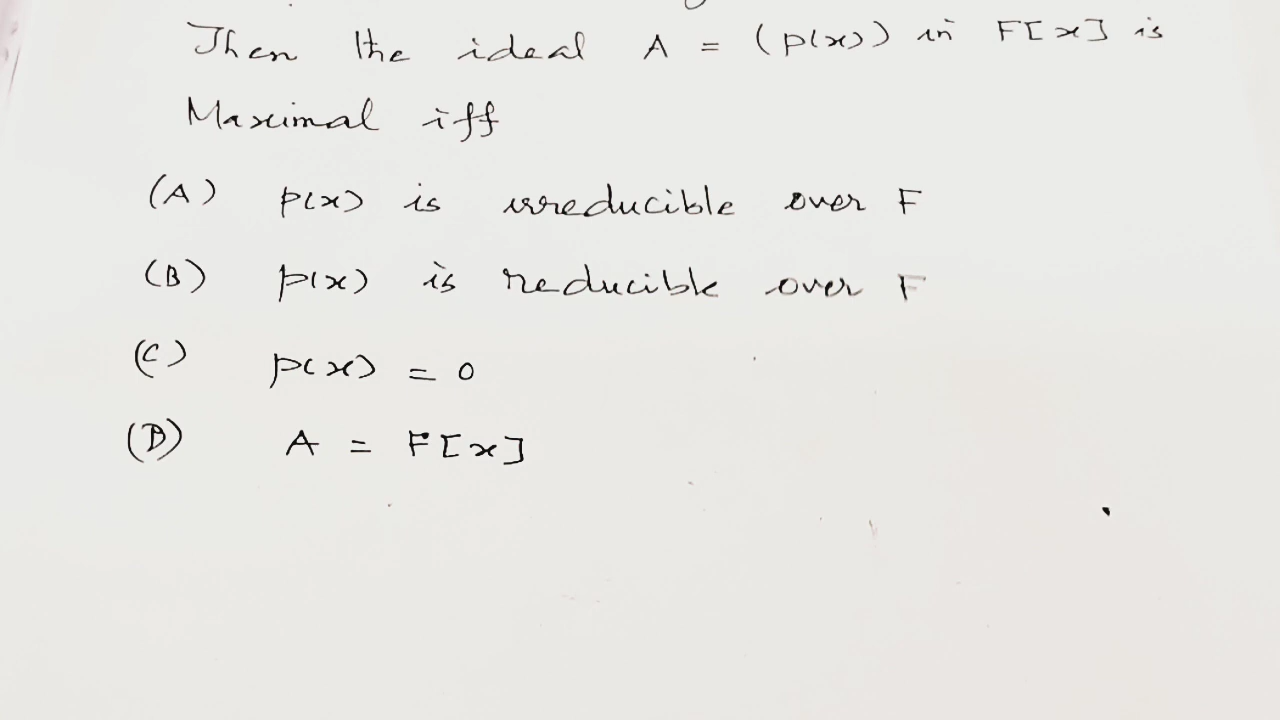 Then the ideal A = (p(x)) in F[x] is
Maximal iff
(A) p(x) is irreducible over F
(B) p(x) is reducible over F
(C) p(x) = 0
(D) A = F[x]